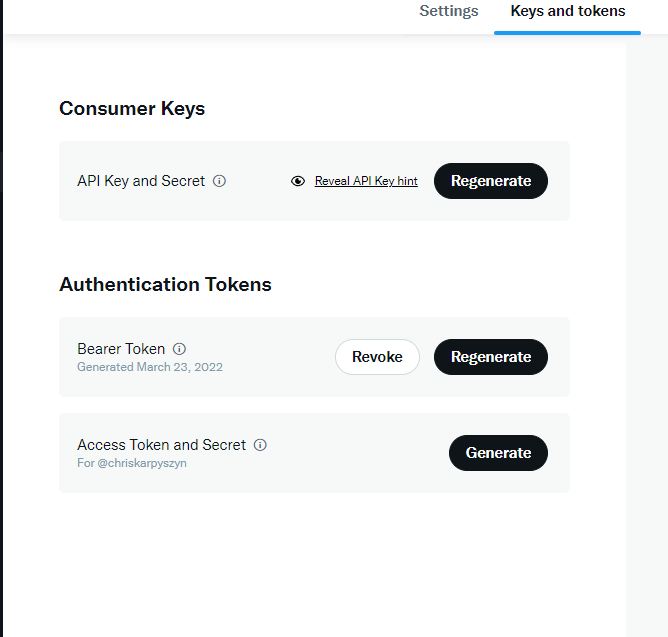 Settings Keys and tokens
Consumer Keys
API Key and Secret Reveal API Key hint Regenerate
Authentication Tokens
Bearer Token Revoke Regenerate
Generated March 23, 2022
Access Token and Secret Generate
For @chriskarpyszyn